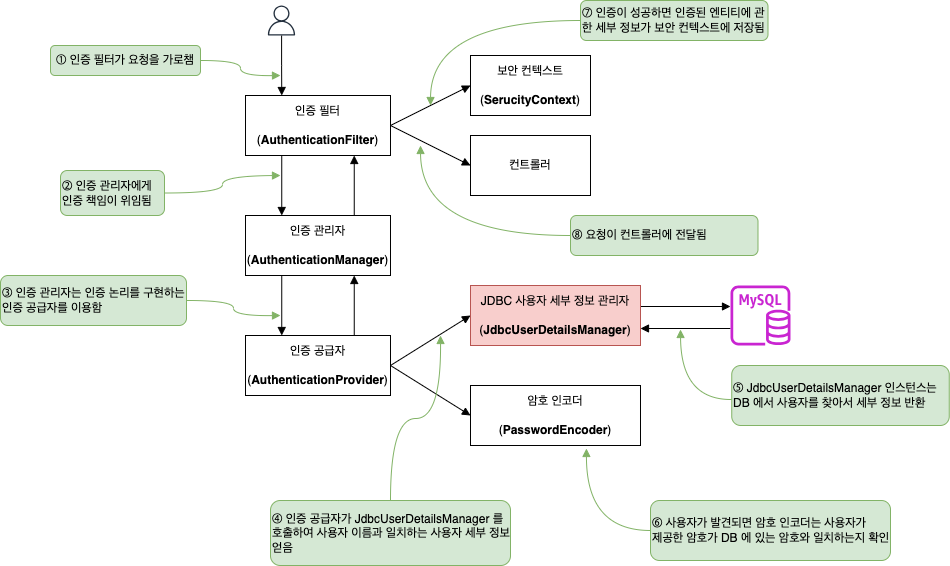 ⑦ 인증이 성공하면 인증된 엔티티에 관
한 세부 정보가 보안 컨텍스트에 저장됨
① 인증 필터가 요청을 가로챔
보안 컨텍스트
(SerucityContext)
인증 필터
(AuthenticationFilter)
컨트롤러
② 인증 관리자에게
인증 책임이 위임됨
⑧ 요청이 컨트롤러에 전달됨
인증 관리자
(AuthenticationManager)
③ 인증 관리자는 인증 논리를 구현하는
인증 공급자를 이용함
JDBC 사용자 세부 정보 관리자
(JdbcUserDetailsManager)
MySQL
인증 공급자
(AuthenticationProvider)
⑤ JdbcUserDetailsManager 인스턴스는
DB 에서 사용자를 찾아서 세부 정보 반환
암호 인코더
(PasswordEncoder)
④ 인증 공급자가 JdbcUserDetailsManager 를
호출하여 사용자 이름과 일치하는 사용자 세부 정보
얻음
⑥ 사용자가 발견되면 암호 인코더는 사용자가
제공한 암호가 DB 에 있는 암호와 일치하는지 확인